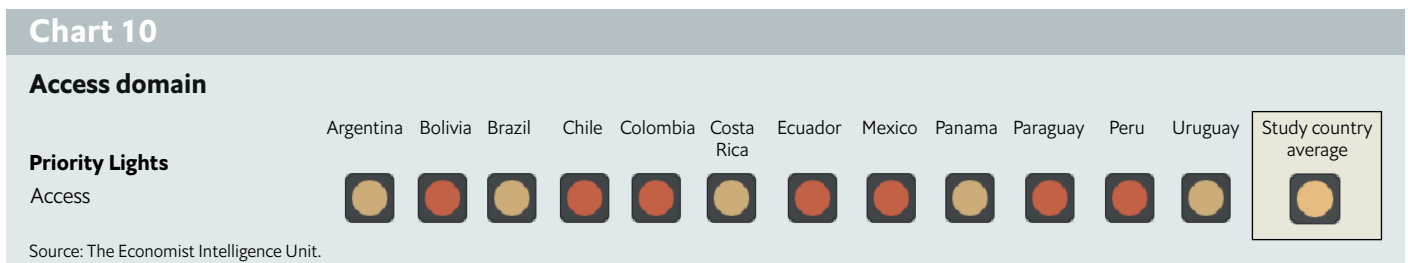 Chart 10
Access domain
Argentina Bolivia Brazil Chile Colombia Costa Rica Ecuador Mexico Panama Paraguay Peru Uruguay Study country average
Priority Lights
Access
Source: The Economist Intelligence Unit.